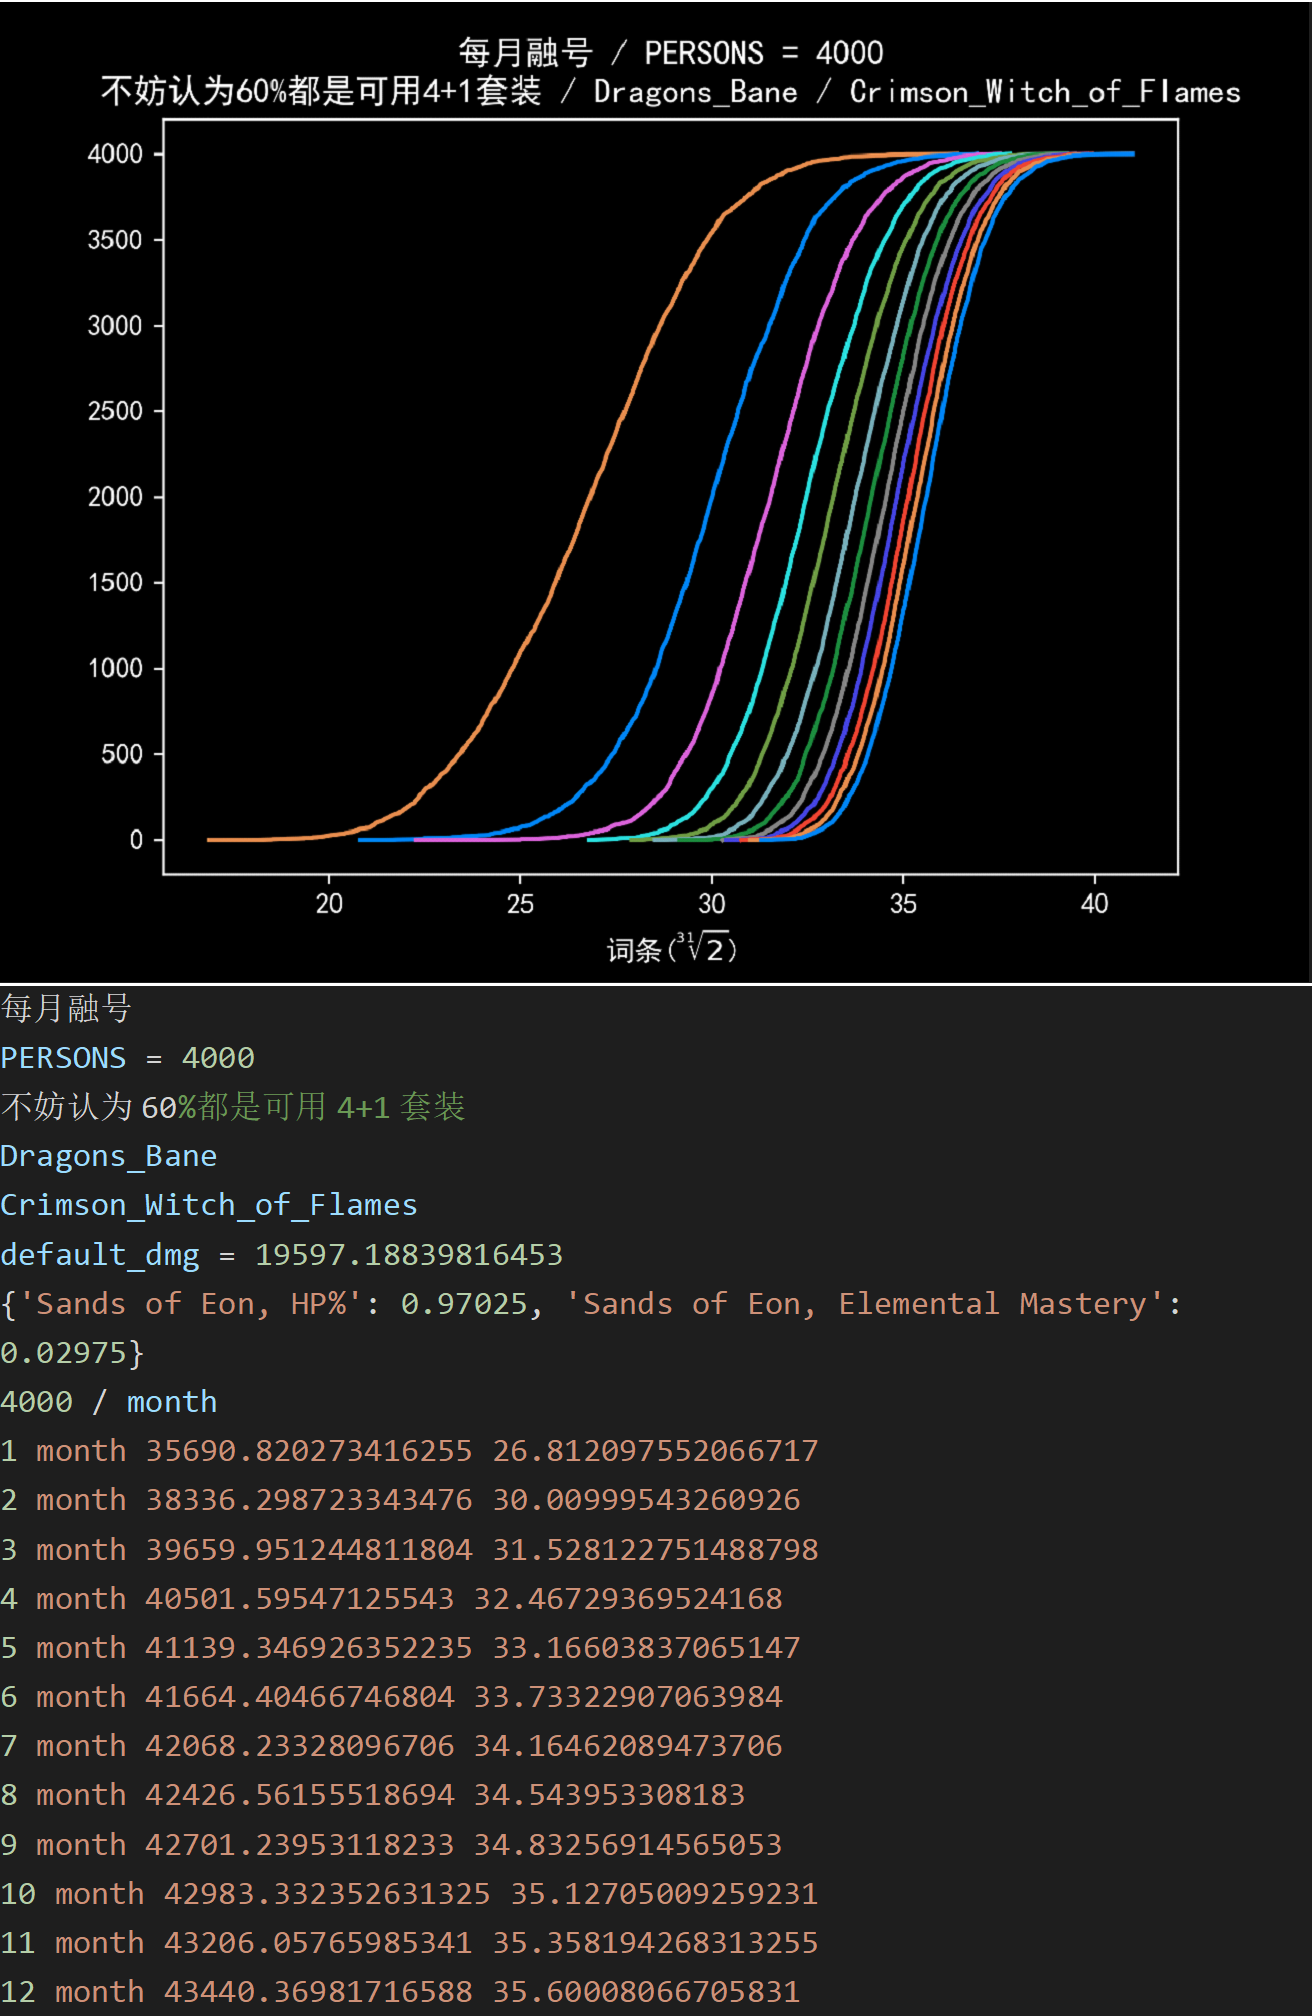 每月融号 / PERSONS = 4000
不妨认为60%都是可用4+1套装 / Dragons_Bane / Crimson_Witch_of_Flames
4000
3500
3000
2500
2000
1500
1000
500
0
20 25 30 35 40
词条(³¹√2)
每月融号
PERSONS = 4000
不妨认为 60%都是可用 4+1 套装
Dragons_Bane
Crimson_Witch_of_Flames
default_dmg = 19597.18839816453
{'Sands of Eon, HP%': 0.97025, 'Sands of Eon, Elemental Mastery':
0.02975}
4000 / month
1 month 35690.820273416255 26.812097552066717
2 month 38336.298723343476 30.00999543260926
3 month 39659.951244811804 31.528122751488798
4 month 40501.59547125543 32.46729369524168
5 month 41139.346926352235 33.16603837065147
6 month 41664.40466746804 33.73322907063984
7 month 42068.23328096706 34.16462089473706
8 month 42426.56155518694 34.543953308183
9 month 42701.23953118233 34.83256914565053
10 month 42983.332352631325 35.12705009259231
11 month 43206.05765985341 35.358194268313255
12 month 43440.36981716588 35.60008066705831